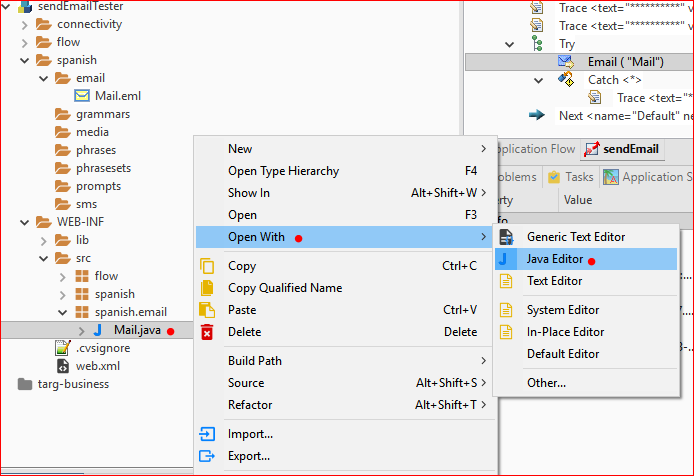 sendEmailTester
connectivity
flow
spanish
email
Mail.eml
grammars
media
phrases
phrasesets
prompts
sms
WEB-INF
lib
src
flow
spanish
spanish.email
Mail.java
.cvsignore
web.xml
targ-business
New
Open Type Hierarchy F4
Show In Alt+Shift+W
Open F3
Open With
Copy Ctrl+C
Copy Qualified Name
Paste Ctrl+V
Delete Delete
Build Path
Source Alt+Shift+S
Refactor Alt+Shift+T
Import...
Export...
Generic Text Editor
Java Editor
Text Editor
System Editor
In-Place Editor
Default Editor
Other...
Trace <text="**********" v
Trace <text="**********" v
Try
Email ( "Mail")
Catch <*>
Trace <text="*
Next <name="Default" ne
pplication Flow sendEmail
roblems Tasks Application S
rty Value
fo